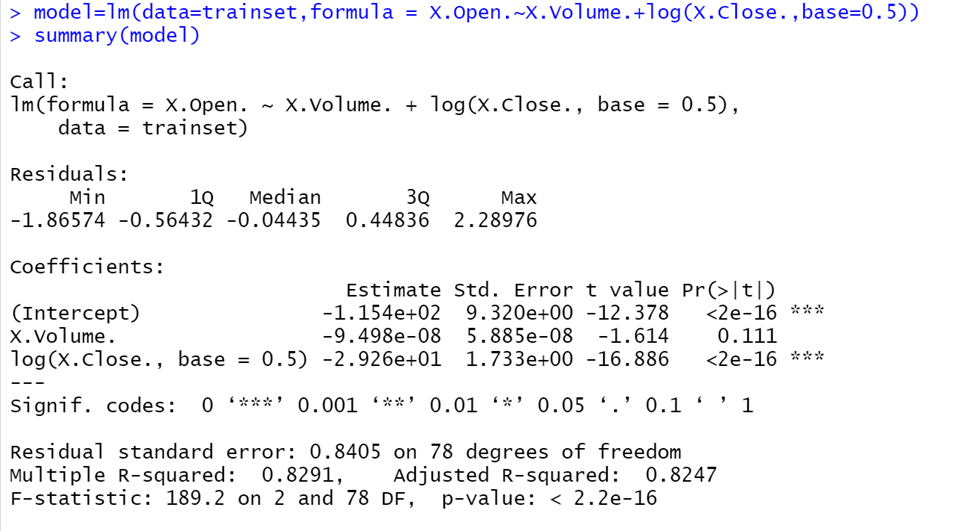 > model=lm(data=trainset,formula = X.Open.~X.Volume.+log(X.Close.,base=0.5))
> summary(model)

Call:
lm(formula = X.Open. ~ X.Volume. + log(X.Close., base = 0.5),
    data = trainset)

Residuals:
     Min       1Q   Median       3Q      Max
-1.86574 -0.56432 -0.04435  0.44836  2.28976

Coefficients:
                            Estimate Std. Error t value Pr(>|t|)
(Intercept)               -1.154e+02  9.320e+00 -12.378   <2e-16 ***
X.Volume.                 -9.498e-08  5.885e-08  -1.614    0.111
log(X.Close., base = 0.5) -2.926e+01  1.733e+00 -16.886   <2e-16 ***
---
Signif. codes:  0 ‘***’ 0.001 ‘**’ 0.01 ‘*’ 0.05 ‘.’ 0.1 ‘ ’ 1

Residual standard error: 0.8405 on 78 degrees of freedom
Multiple R-squared:  0.8291,	Adjusted R-squared:  0.8247
F-statistic: 189.2 on 2 and 78 DF,  p-value: < 2.2e-16